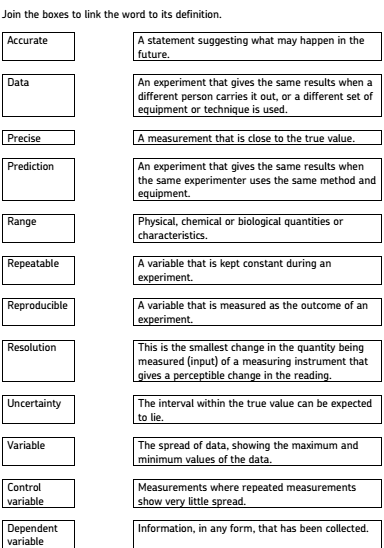 Join the boxes to link the word to its definition.
Accurate
A statement suggesting what may happen in the
future.
Data
An experiment that gives the same results when a
different person carries it out, or a different set of
equipment or technique is used.
Precise
A measurement that is close to the true value.
Prediction
An experiment that gives the same results when
the same experimenter uses the same method and
equipment.
Range
Physical, chemical or biological quantities or
characteristics.
Repeatable
A variable that is kept constant during an
experiment.
Reproducible
A variable that is measured as the outcome of an
experiment.
Resolution
This is the smallest change in the quantity being
measured (input) of a measuring instrument that
gives a perceptible change in the reading.
Uncertainty
The interval within the true value can be expected
to lie.
Variable
The spread of data, showing the maximum and
minimum values of the data.
Control
variable
Measurements where repeated measurements
show very little spread.
Dependent
variable
Information, in any form, that has been collected.